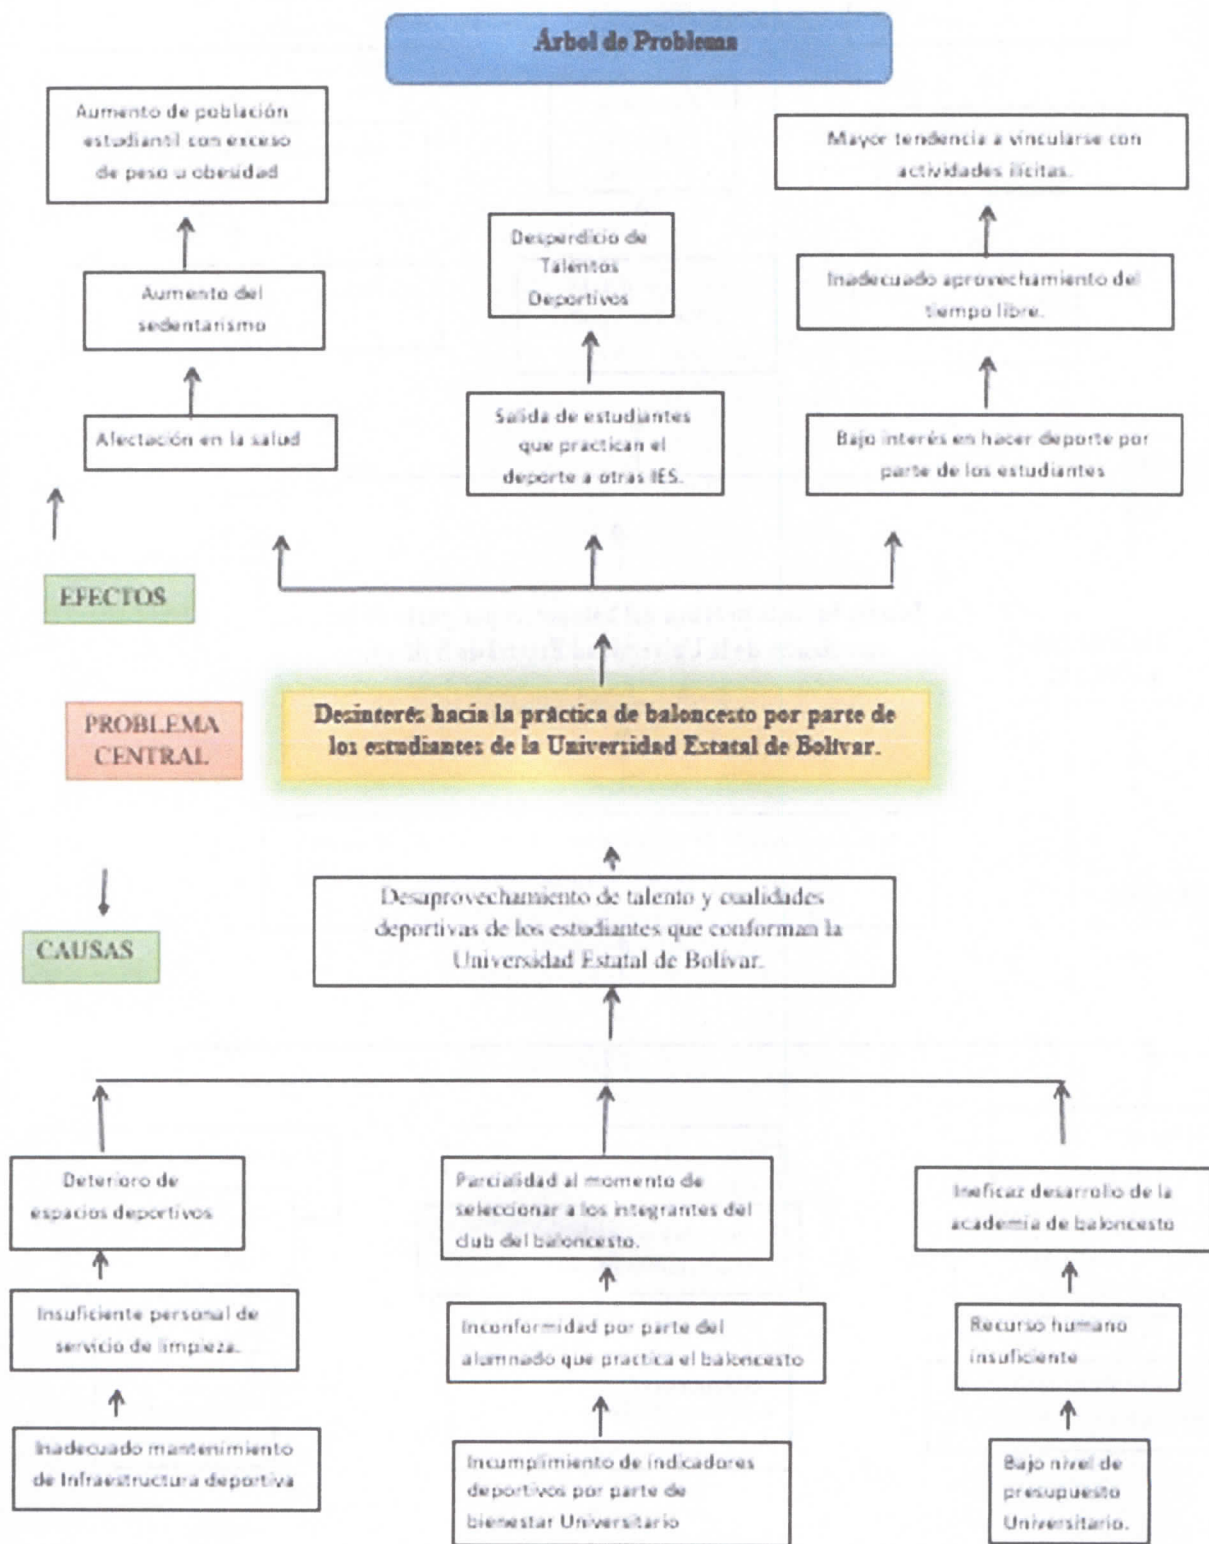 Árbol de Problema
Aumento de población
estudiantil con exceso
de peso u obesidad
Mayor tendencia a vincularse con
actividades ilícitas.
Desperdicio de
Talentos
Deportivos
Aumento del
sedentarismo
Inadecuado aprovechamiento del
tiempo libre.
Afectación en la salud
Salida de estudiantes
que practican el
deporte a otras IES.
Bajo interés en hacer deporte por
parte de los estudiantes
EFECTOS
PROBLEMA
CENTRAL
Desinterés hacia la práctica de baloncesto por parte de
los estudiantes de la Universidad Estatal de Bolívar.
Desaprovechamiento de talento y cualidades
deportivas de los estudiantes que conforman la
Universidad Estatal de Bolívar.
CAUSAS
Deterioro de
espacios deportivos
Parcialidad al momento de
seleccionar a los integrantes del
club del baloncesto.
Ineficaz desarrollo de la
academia de baloncesto
Insuficiente personal de
servicio de limpieza.
Inconformidad por parte del
alumnado que practica el baloncesto
Recurso humano
insuficiente
Inadecuado mantenimiento
de Infraestructura deportiva
Incumplimiento de indicadores
deportivos por parte de
bienestar Universitario
Bajo nivel de
presupuesto
Universitario.